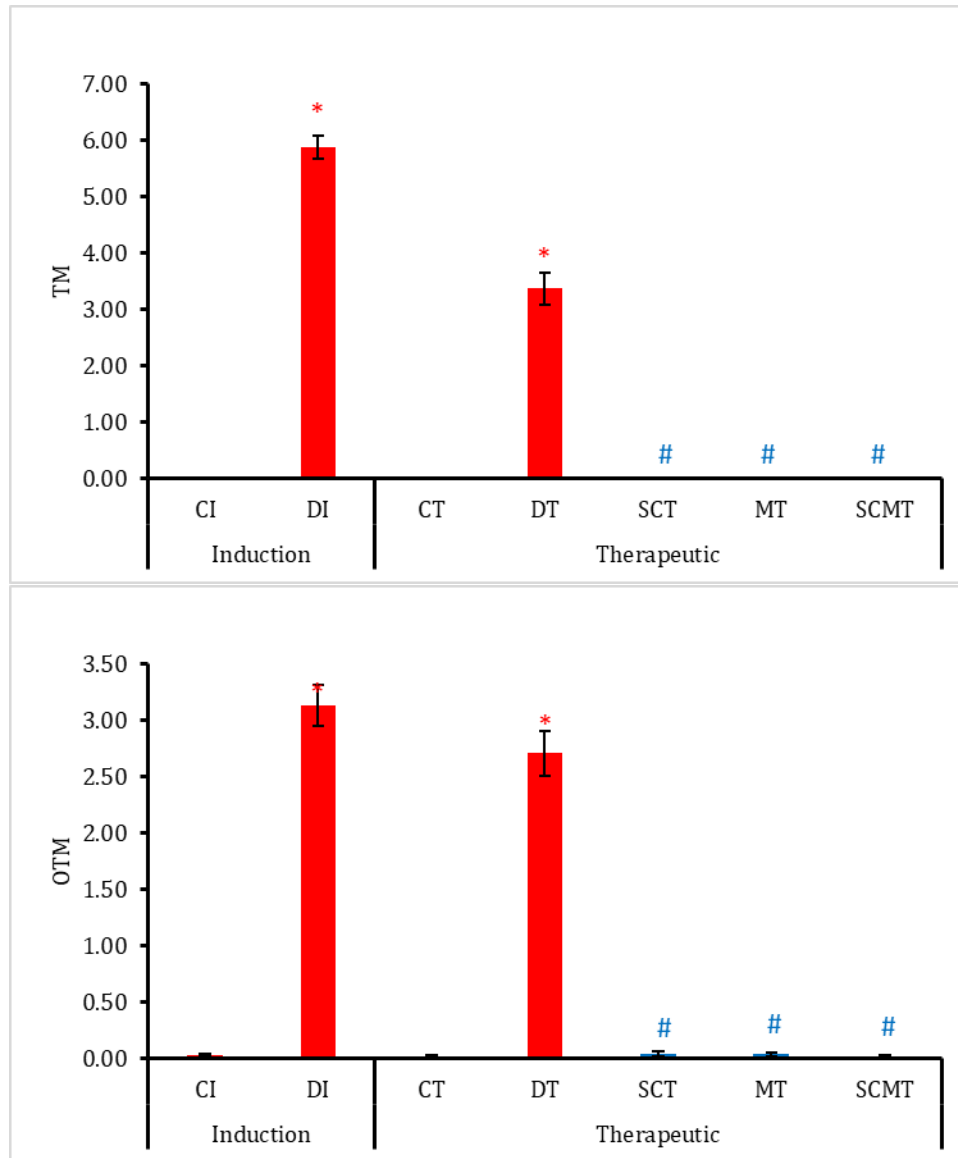 7.00
*
6.00
5.00
4.00
*
3.00
2.00
1.00
# # #
0.00
TM
CI DI CT DT SCT MT SCMT
Induction Therapeutic
3.50
*
3.00
*
2.50
2.00
1.50
1.00
0.50
# # #
0.00
OTM
CI DI CT DT SCT MT SCMT
Induction Therapeutic